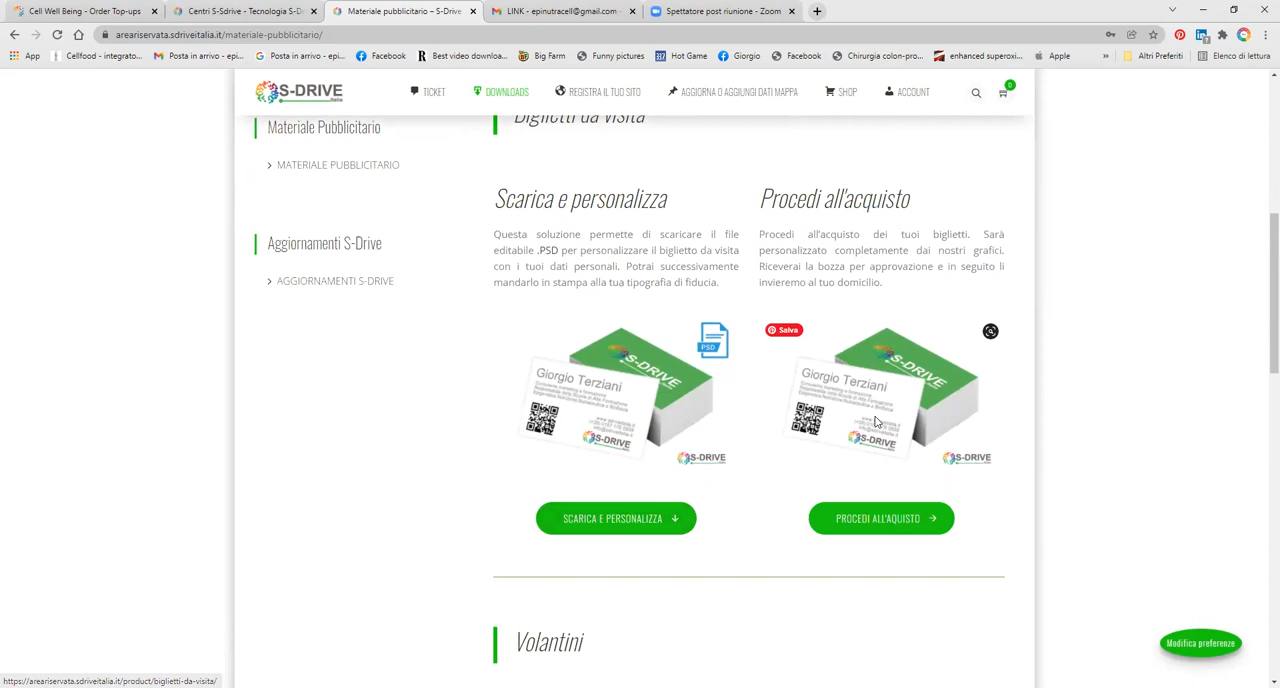 Cell Well Being - Order Top-ups
Centri S-Sdrive - Tecnologia S-D
Materiale pubblicitario – S-Drive
LINK - epinutracell@gmail.com -
Spettatore post riunione - Zoom
areariservata.sdriveitalia.it/materiale-pubblicitario/
App
Cellfood - integrato...
Posta in arrivo - epi...
Posta in arrivo - epi...
Facebook
Best video downloa...
Big Farm
Funny pictures
Hot Game
Giorgio
Facebook
Chirurgia colon-pro...
enhanced superoxi...
Apple
»
Altri Preferiti
Elenco di lettura
S-DRIVE
Italia
TICKET
DOWNLOADS
REGISTRA IL TUO SITO
AGGIORNA O AGGIUNGI DATI MAPPA
SHOP
ACCOUNT
0
Biglietti da visita
Materiale Pubblicitario
MATERIALE PUBBLICITARIO
Aggiornamenti S-Drive
AGGIORNAMENTI S-DRIVE
Scarica e personalizza
Questa soluzione permette di scaricare il file
editabile .PSD per personalizzare il biglietto da visita
con i tuoi dati personali. Potrai successivamente
mandarlo in stampa alla tua tipografia di fiducia.
PSD
S-DRIVE
Giorgio Terziani
S-DRIVE
S-DRIVE
SCARICA E PERSONALIZZA
Procedi all'acquisto
Procedi all'acquisto dei tuoi biglietti. Sarà
personalizzato completamente dai nostri grafici.
Riceverai la bozza per approvazione e in seguito li
invieremo al tuo domicilio.
Salva
S-DRIVE
Giorgio Terziani
S-DRIVE
S-DRIVE
PROCEDI ALL'AQUISTO
Volantini
Modifica preferenze
https://areariservata.sdriveitalia.it/product/biglietti-da-visita/